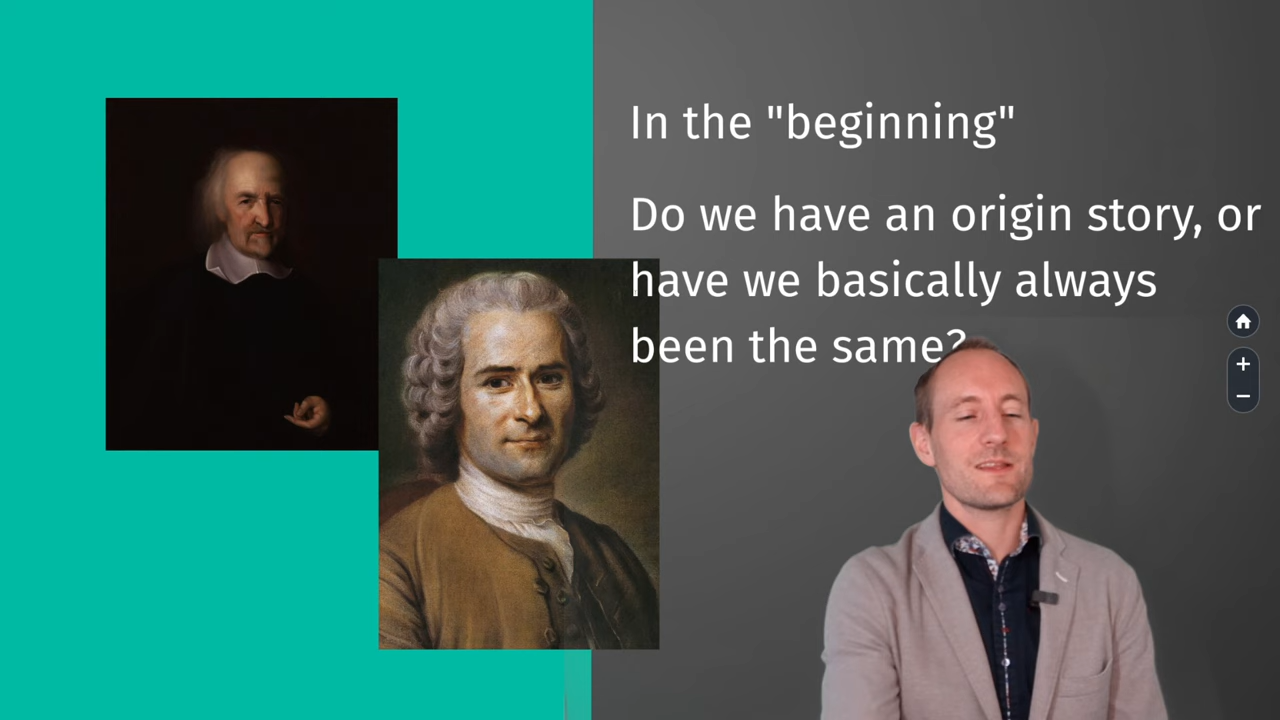 In the "beginning"
Do we have an origin story, or
have we basically always
been the same?